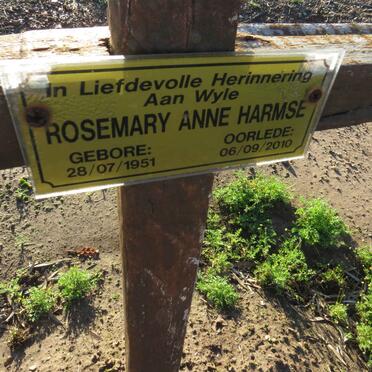 In Liefdevolle Herinnering
Aan Wyle
ROSEMARY ANNE HARMSE
GEBORE: OORLEDE:
28/07/1951 06/09/2010